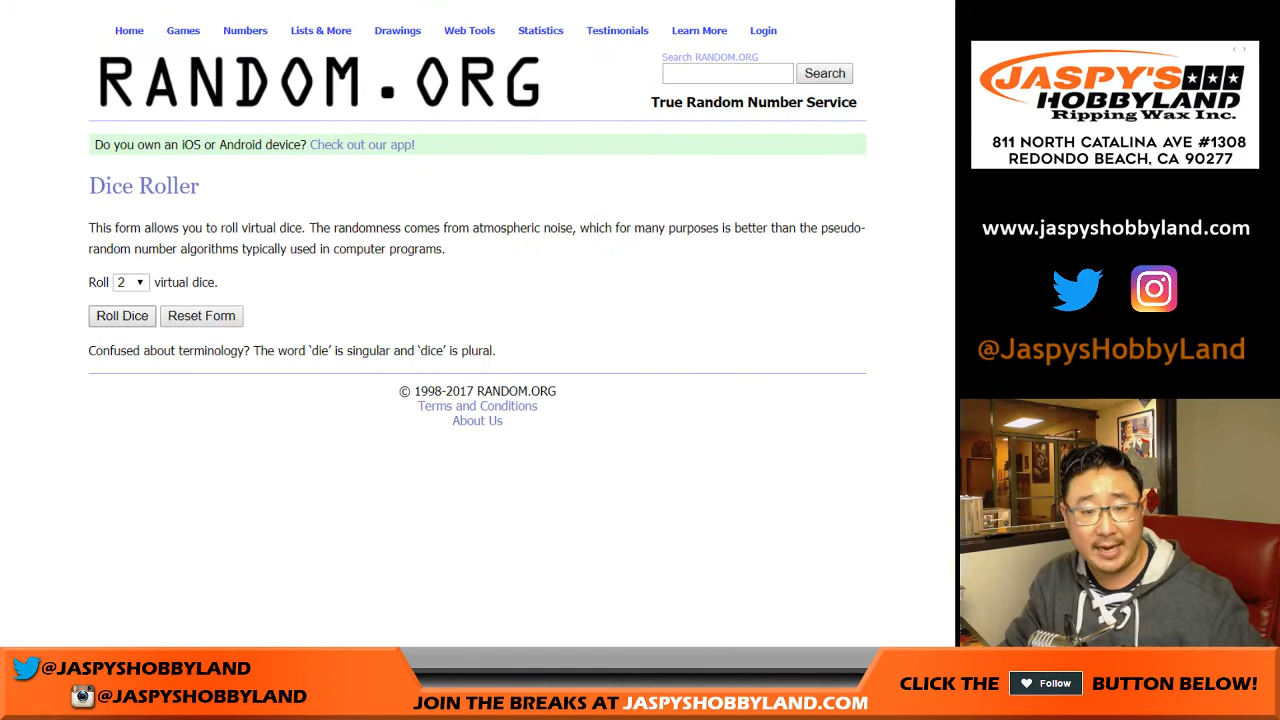 Home Games Numbers Lists & More Drawings Web Tools Statistics Testimonials Learn More Login
RANDOM.ORG
Search RANDOM.ORG
Search
True Random Number Service
Do you own an iOS or Android device? Check out our app!
Dice Roller
This form allows you to roll virtual dice. The randomness comes from atmospheric noise, which for many purposes is better than the pseudo-
random number algorithms typically used in computer programs.
Roll 2 virtual dice.
Roll Dice Reset Form
Confused about terminology? The word ‘die’ is singular and ‘dice’ is plural.
© 1998-2017 RANDOM.ORG
Terms and Conditions
About Us
JASPY'S
HOBBYLAND
Ripping Wax Inc.
811 NORTH CATALINA AVE #1308
REDONDO BEACH, CA 90277
www.jaspyshobbyland.com
@JaspysHobbyLand
@JASPYSHOBBYLAND
@JASPYSHOBBYLAND
JOIN THE BREAKS AT JASPYSHOBBYLAND.COM
CLICK THE Follow BUTTON BELOW!